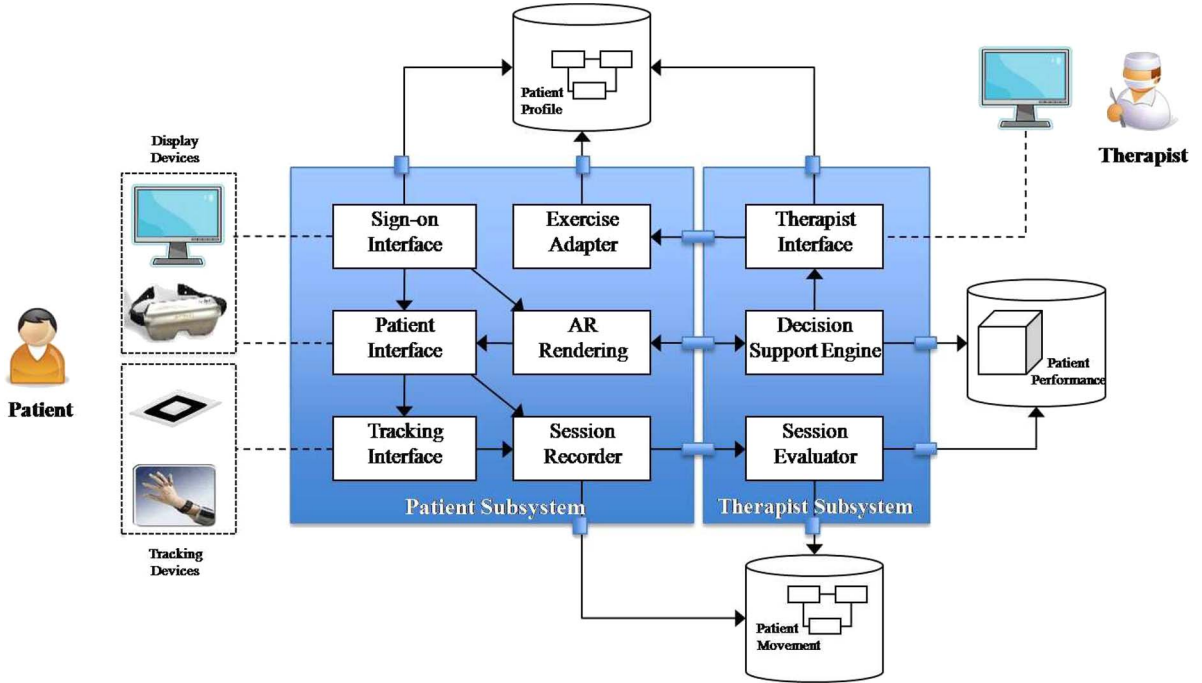 Patient
Profile
Display
Devices
Therapist
Sign-on
Interface
Exercise
Adapter
Therapist
Interface
Patient
Interface
AR
Rendering
Decision
Support Engine
Patient
Performance
Patient
Tracking
Interface
Session
Recorder
Session
Evaluator
Patient Subsystem
Therapist Subsystem
Tracking
Devices
Patient
Movement